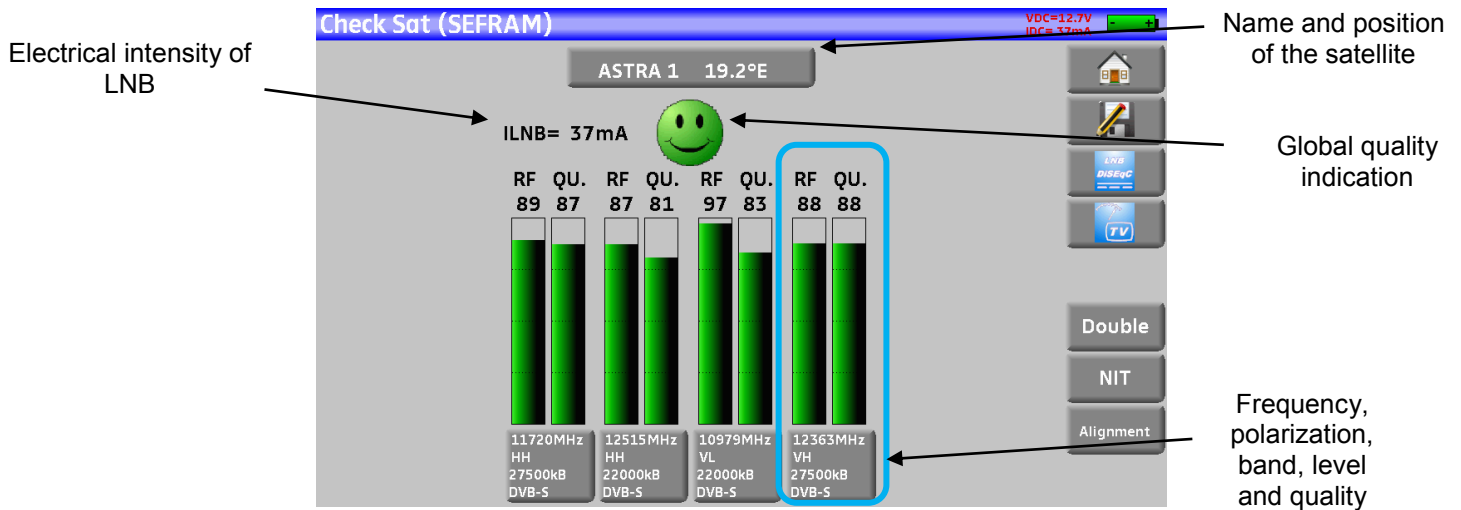 Check Sat (SEFRAM)
VDC=12.7V
IDC= 37mA
- +
Electrical intensity of
LNB
ASTRA 1 19.2°E
Name and position
of the satellite
ILNB= 37mA
Global quality
indication
LNB
DiSEqC
TV
RF QU. RF QU. RF QU. RF QU.
89 87 87 81 97 83 88 88
Double
NIT
Alignment
11720MHz
HH
27500kB
DVB-S
12515MHz
HH
22000kB
DVB-S
10979MHz
VL
22000kB
DVB-S
12363MHz
VH
27500kB
DVB-S
Frequency,
polarization,
band, level
and quality